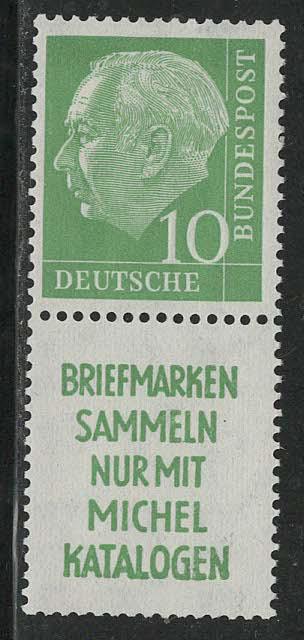 10
BUNDESPOST
DEUTSCHE
BRIEFMARKEN
SAMMELN
NUR MIT
MICHEL
KATALOGEN